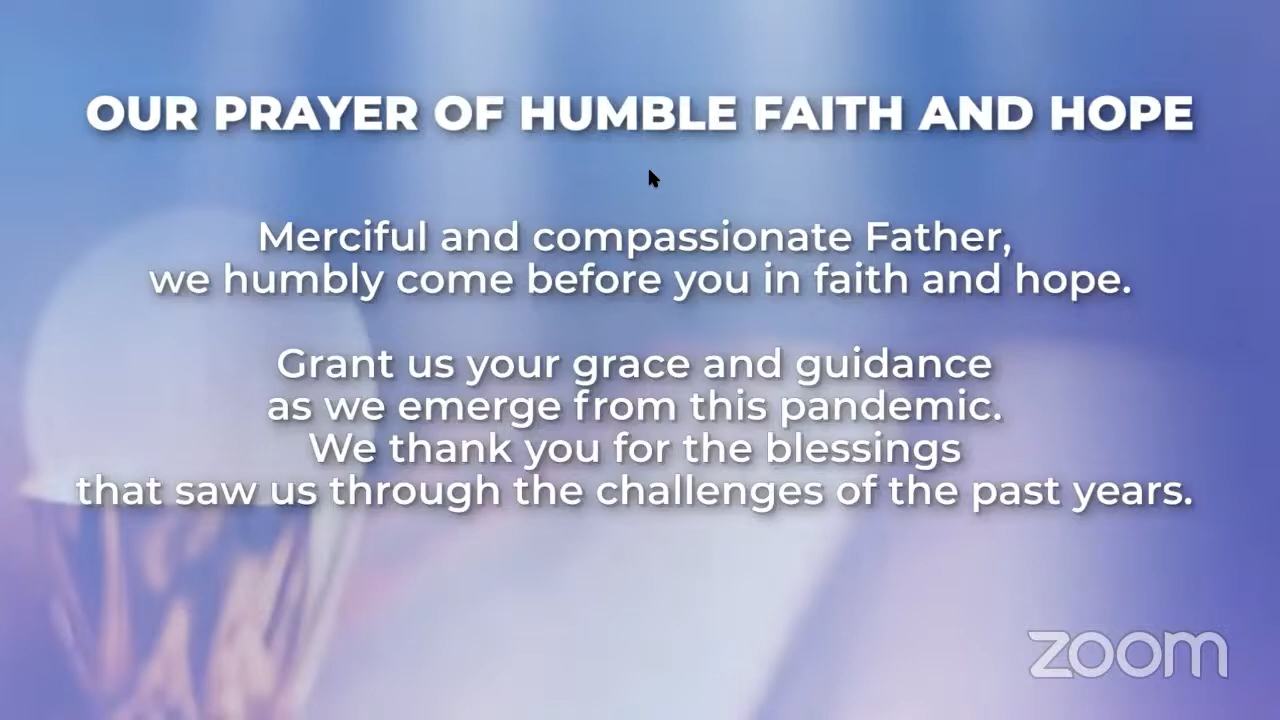 OUR PRAYER OF HUMBLE FAITH AND HOPE
Merciful and compassionate Father,
we humbly come before you in faith and hope.
Grant us your grace and guidance
as we emerge from this pandemic.
We thank you for the blessings
that saw us through the challenges of the past years.
zoom